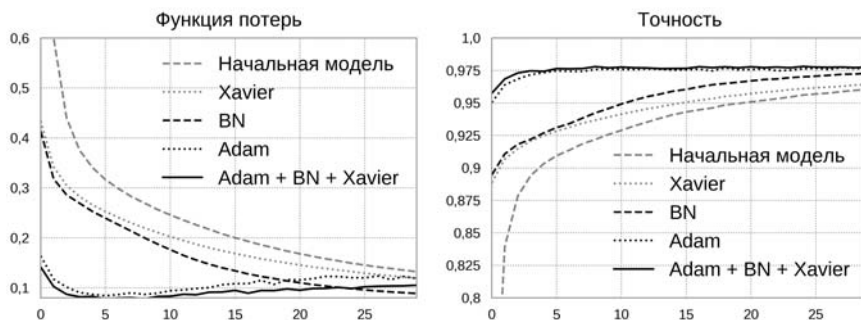 Функция потерь
0,6
0,5
0,4
0,3
0,2
0,1
0 5 10 15 20 25
Начальная модель
Xavier
BN
Adam
Adam + BN + Xavier
Точность
1,0
0,975
0,95
0,925
0,9
0,875
0,85
0,825
0,8
0 5 10 15 20 25
Начальная модель
Xavier
BN
Adam
Adam + BN + Xavier